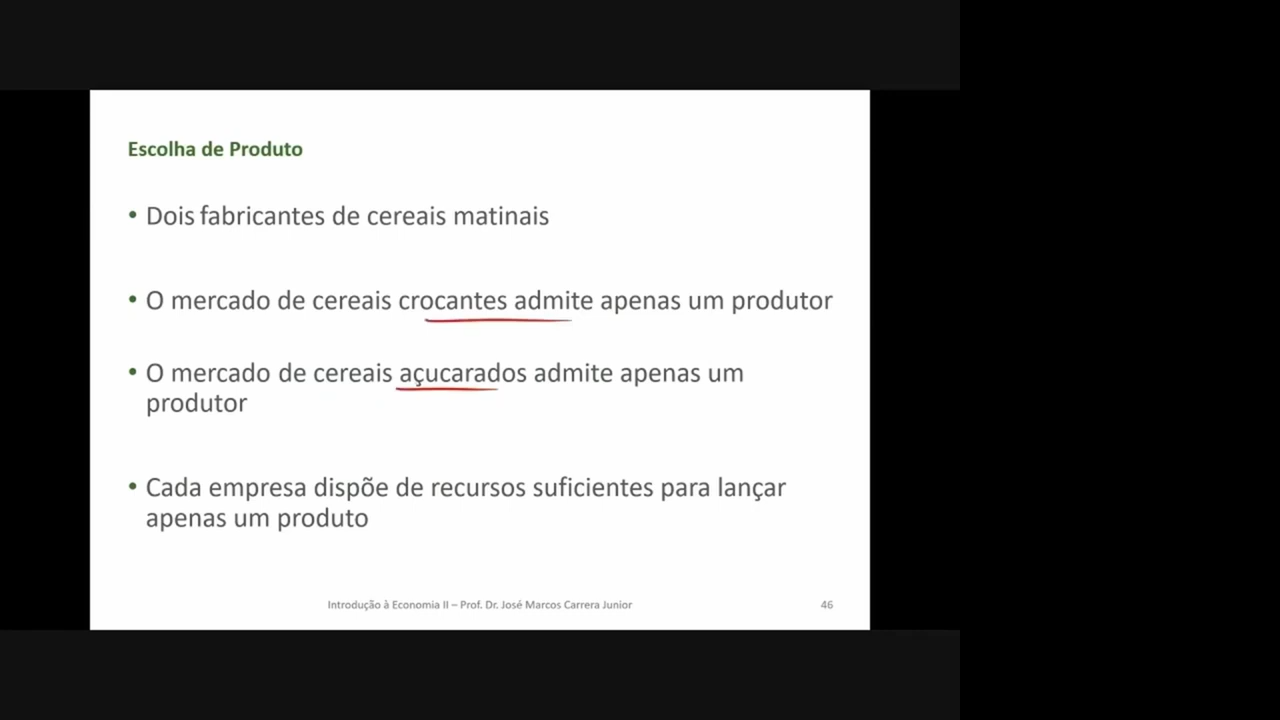 Escolha de Produto
• Dois fabricantes de cereais matinais
• O mercado de cereais crocantes admite apenas um produtor
• O mercado de cereais açucarados admite apenas um
produtor
• Cada empresa dispõe de recursos suficientes para lançar
apenas um produto
Introdução à Economia II – Prof. Dr. José Marcos Carrera Junior
46